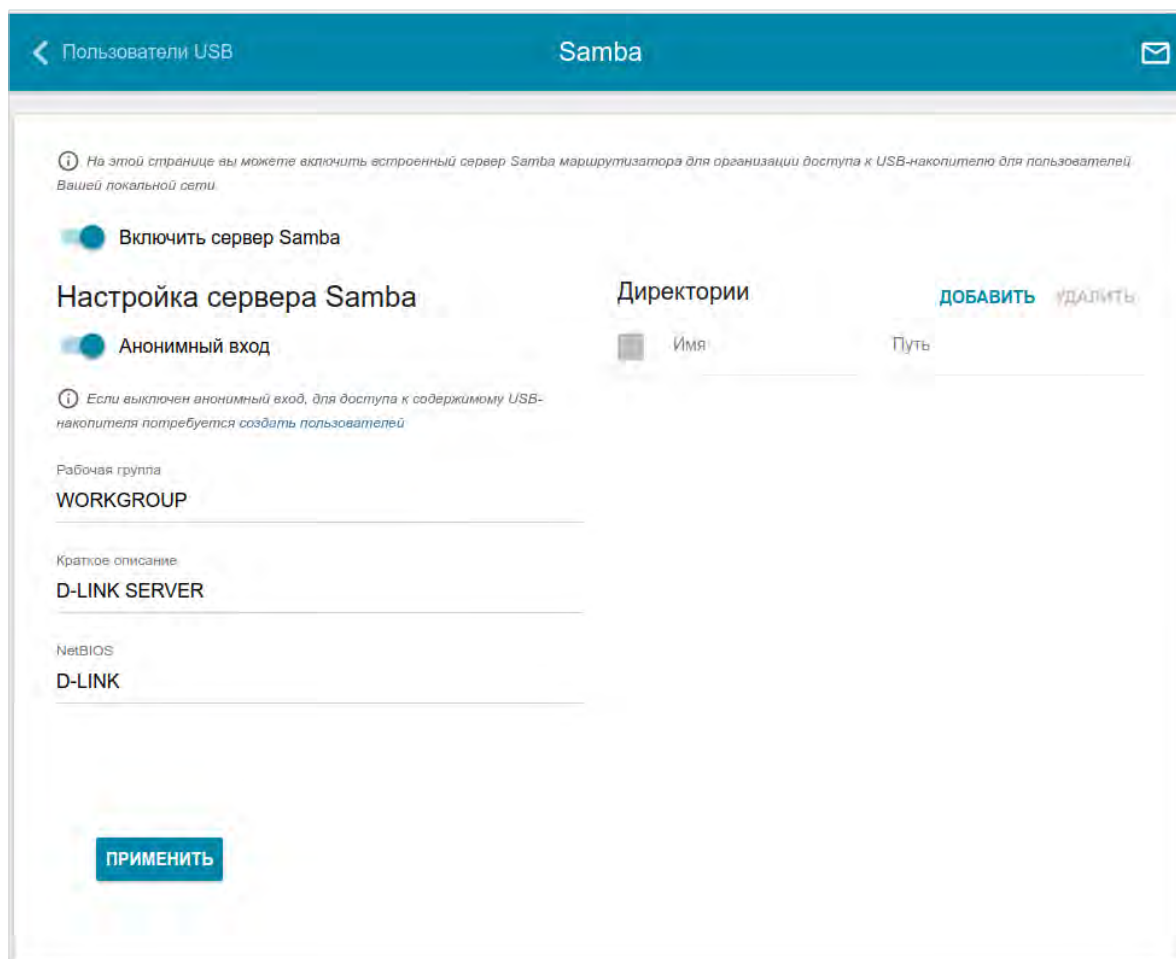 Пользователи USB
Samba
На этой странице вы можете включить встроенный сервер Samba маршрутизатора для организации доступа к USB-накопителю для пользователей
Вашей локальной сети.
Включить сервер Samba
Настройка сервера Samba
Анонимный вход
Если выключен анонимный вход, для доступа к содержимому USB-
накопителя потребуется создать пользователей
Рабочая группа
WORKGROUP
Краткое описание
D-LINK SERVER
NetBIOS
D-LINK
ПРИМЕНИТЬ
Директории
ДОБАВИТЬ УДАЛИТЬ
Имя Путь